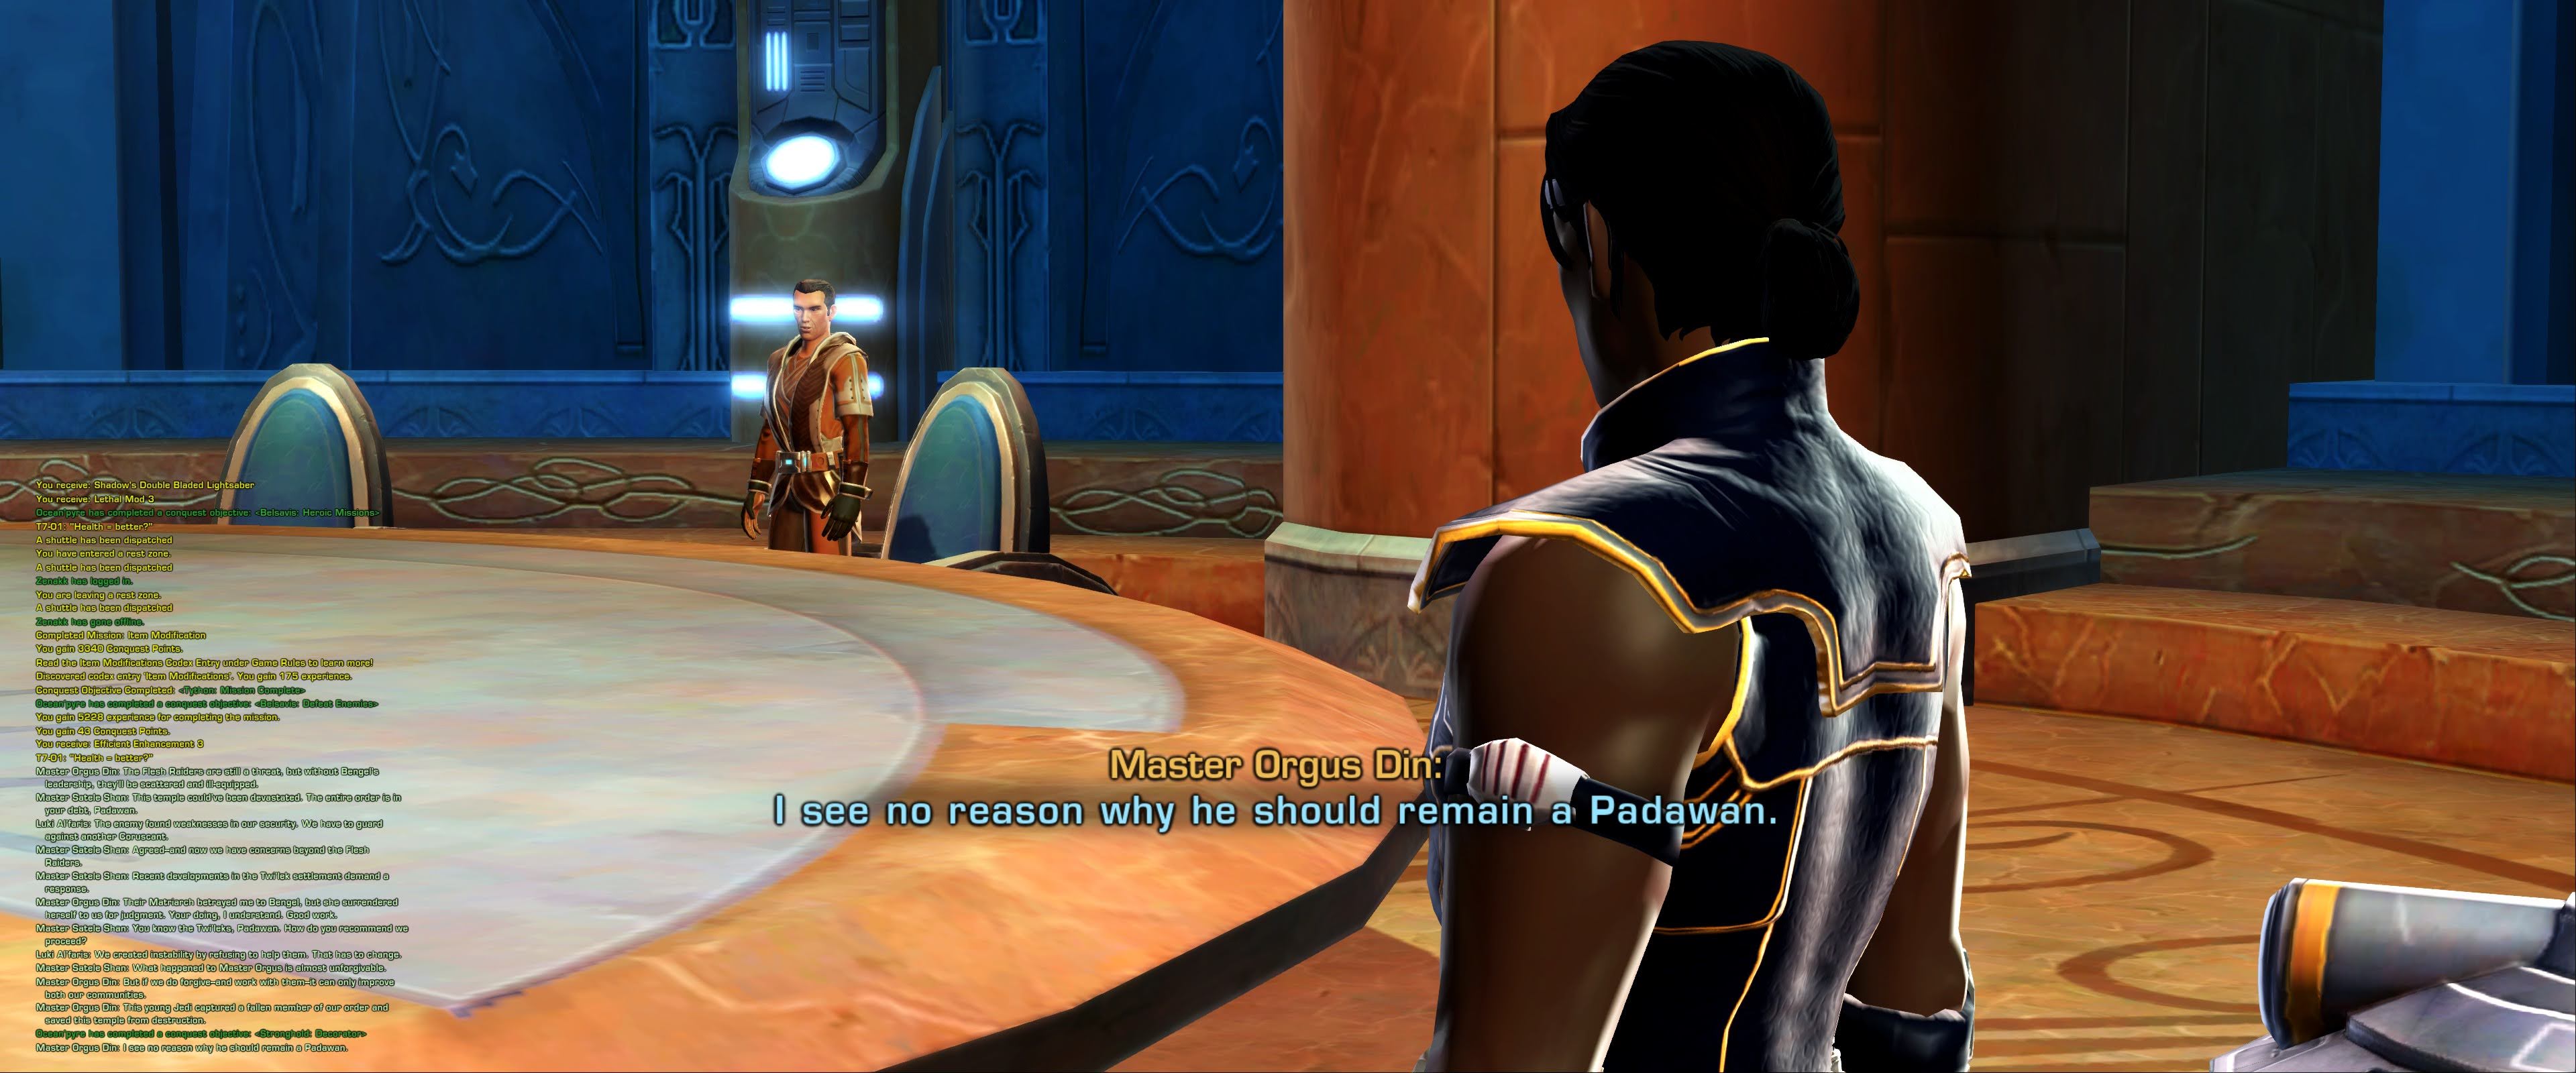 You receive: Shadow's Double Bladed Lightsaber
You receive: Lethal Mod 3
Ocean'pyre has completed a conquest objective: <Belsavis: Heroic Missions>
T7-01: "Health = better?"
A shuttle has been dispatched
You have entered a rest zone.
A shuttle has been dispatched
Zenakk has logged in.
You are leaving a rest zone.
A shuttle has been dispatched
Zenakk has gone offline.
Completed Mission: Item Modification
You gain 3340 Conquest Points.
Read the Item Modifications Codex Entry under Game Rules to learn more!
Discovered codex entry 'Item Modifications'. You gain 175 experience.
Conquest Objective Completed: <Tython: Mission Complete>
Ocean'pyre has completed a conquest objective: <Belsavis: Defeat Enemies>
You gain 5228 experience for completing the mission.
You gain 43 Conquest Points.
You receive: Efficient Enhancement 3
T7-01: "Health = better?"
Master Orgus Din: The Flesh Raiders are still a threat, but without Bengel's
leadership, they'll be scattered and ill-equipped.
Master Satele Shan: This temple could've been devastated. The entire order is in
your debt, Padawan.
Luki Al'faris: The enemy found weaknesses in our security. We have to guard
against another Coruscant.
Master Satele Shan: Agreed–and now we have concerns beyond the Flesh
Raiders.
Master Satele Shan: Recent developments in the Twi'lek settlement demand a
response.
Master Orgus Din: Their Matriarch betrayed me to Bengel, but she surrendered
herself to us for judgment. Your doing, I understand. Good work.
Master Satele Shan: You know the Twi'leks, Padawan. How do you recommend we
proceed?
Luki Al'faris: We created instability by refusing to help them. That has to change.
Master Satele Shan: What happened to Master Orgus is almost unforgivable.
Master Orgus Din: But if we do forgive–and work with them–it can only improve
both our communities.
Master Orgus Din: This young Jedi captured a fallen member of our order and
saved this temple from destruction.
Ocean'pyre has completed a conquest objective: <Stronghold: Decorator>
Master Orgus Din: I see no reason why he should remain a Padawan.
Master Orgus Din:
I see no reason why he should remain a Padawan.